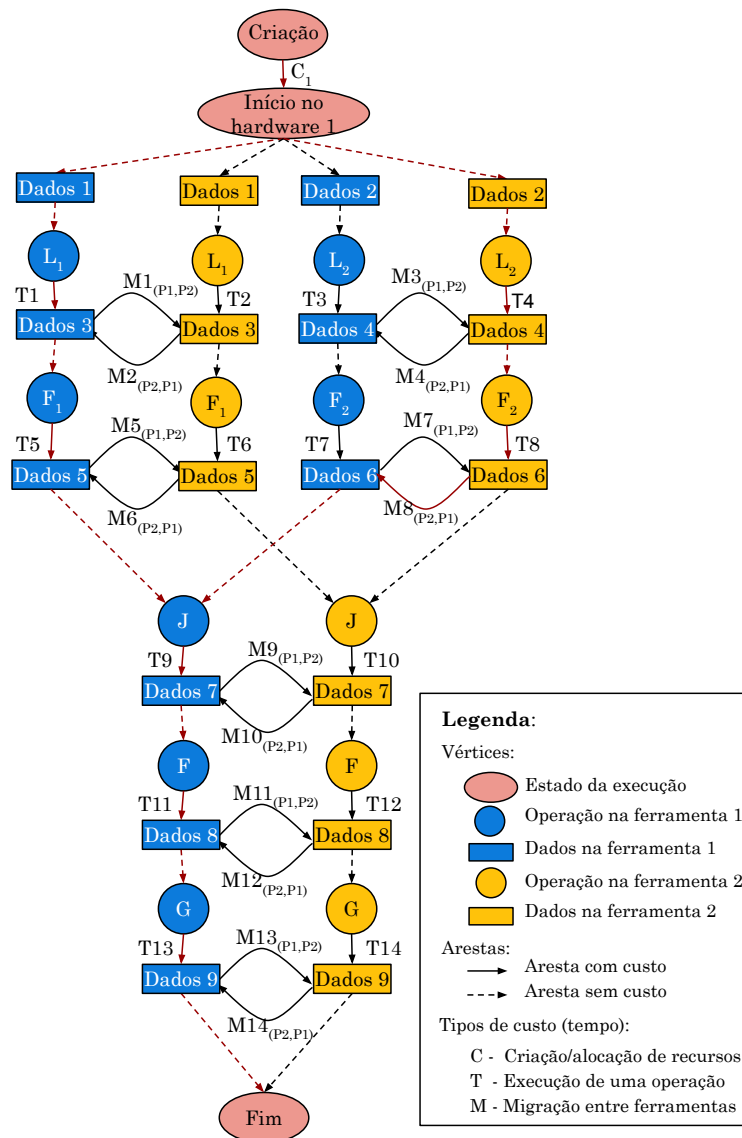 Criação
C1
Início no
hardware 1
Dados 1
Dados 1
Dados 2
Dados 2
L1
L1
L2
L2
T1
M1(P1,P2)
T2
T3
M3(P1,P2)
T4
Dados 3
Dados 3
Dados 4
Dados 4
M2(P2,P1)
M4(P2,P1)
F1
F1
F2
F2
T5
M5(P1,P2)
T6
T7
M7(P1,P2)
T8
Dados 5
Dados 5
Dados 6
Dados 6
M6(P2,P1)
M8(P2,P1)
J
J
T9
M9(P1,P2)
T10
Dados 7
Dados 7
M10(P2,P1)
F
F
T11
M11(P1,P2)
T12
Dados 8
Dados 8
M12(P2,P1)
G
G
T13
M13(P1,P2)
T14
Dados 9
Dados 9
M14(P2,P1)
Fim
Legenda:
Vértices:
Estado da execução
Operação na ferramenta 1
Dados na ferramenta 1
Operação na ferramenta 2
Dados na ferramenta 2
Arestas:
Aresta com custo
Aresta sem custo
Tipos de custo (tempo):
C - Criação/alocação de recursos
T - Execução de uma operação
M - Migração entre ferramentas